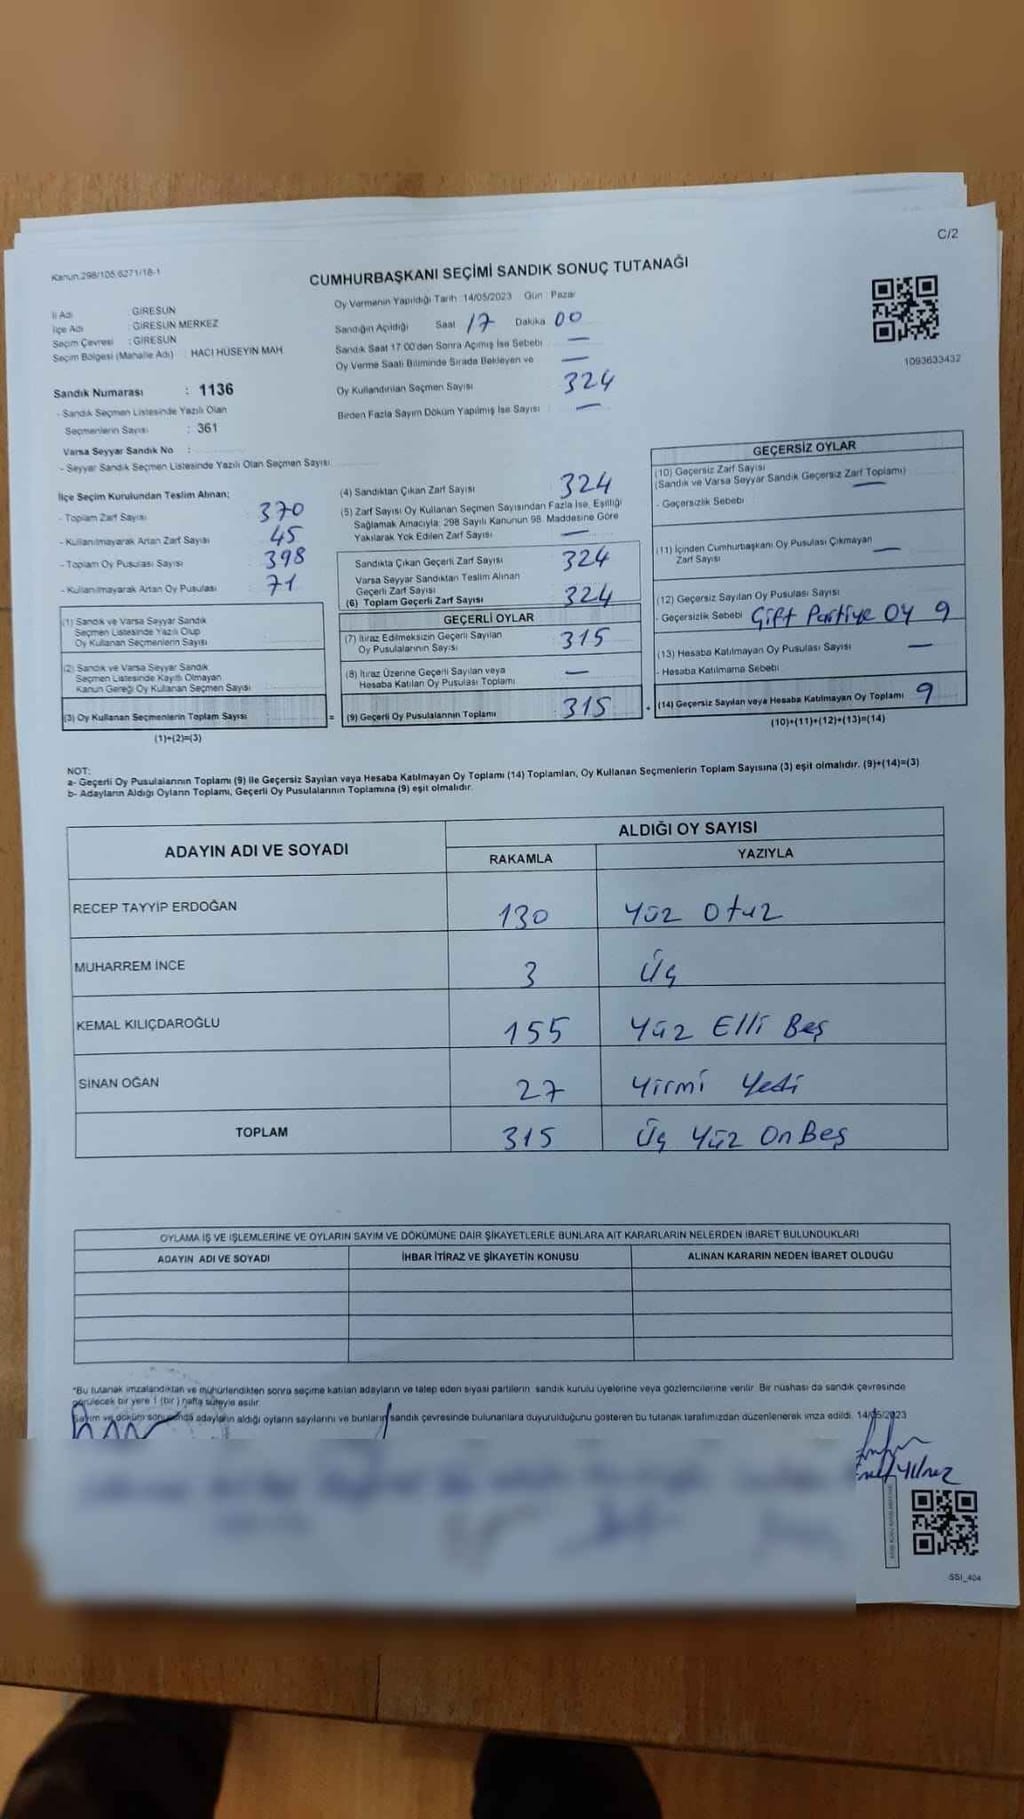 C/2
Kanun.298/105,6271/18-1
CUMHURBAŞKANI SEÇİMİ SANDIK SONUÇ TUTANAĞI
İl Adı : GİRESUN
İlçe Adı : GİRESUN MERKEZ
Seçim Çevresi : GİRESUN
Seçim Bölgesi (Mahalle Adı) : HACI HÜSEYİN MAH
Sandık Numarası : 1136
- Sandık Seçmen Listesinde Yazılı Olan
Seçmenlerin Sayısı : 361
Varsa Seyyar Sandık No :
- Seyyar Sandık Seçmen Listesinde Yazılı Olan Seçmen Sayısı
Oy Vermenin Yapıldığı Tarih :14/05/2023 Gün : Pazar
Sandığın Açıldığı Saat 17 Dakika 00
Sandık Saat 17:00'den Sonra Açımış İse Sebebi —
Oy Verme Saati Bitiminde Sırada Bekleyen ve —
Oy Kullandırılan Seçmen Sayısı 324
Birden Fazla Sayım Döküm Yapılmış İse Sayısı : —
1093633432
İlçe Seçim Kurulundan Teslim Alınan;
- Toplam Zarf Sayısı 370
- Kullanılmayarak Artan Zarf Sayısı 45
- Toplam Oy Pusulası Sayısı 398
- Kullanılmayarak Artan Oy Pusulası 71
(1) Sandık ve Varsa Seyyar Sandık
Seçmen Listesinde Yazılı Olup
Oy Kullanan Seçmenlerin Sayısı
(2) Sandık ve Varsa Seyyar Sandık
Seçmen Listesinde Kayıtlı Olmayan
Kanun Gereği Oy Kullanan Seçmen Sayısı
(3) Oy Kullanan Seçmenlerin Toplam Sayısı =
(1)+(2)=(3)
(4) Sandıktan Çıkan Zarf Sayısı 324
(5) Zarf Sayısı Oy Kullanan Seçmen Sayısından Fazla İse, Eşitliği
Sağlamak Amacıyla, 298 Sayılı Kanunun 98. Maddesine Göre
Yakılarak Yok Edilen Zarf Sayısı —
Sandıkta Çıkan Geçerli Zarf Sayısı 324
Varsa Seyyar Sandıktan Teslim Alınan
Geçerli Zarf Sayısı
(6) Toplam Geçerli Zarf Sayısı 324
GEÇERLİ OYLAR
(7) İtiraz Edilmeksizin Geçerli Sayılan
Oy Pusulasının Sayısı 315
(8) İtiraz Üzerine Geçerli Sayılan veya
Hesaba Katılan Oy Pusulası Toplamı —
(9) Geçerli Oy Pusulalarının Toplamı 315 +
GEÇERSİZ OYLAR
(10) Geçersiz Zarf Sayısı
(Sandık ve Varsa Seyyar Sandık Geçersiz Zarf Toplamı) —
- Geçersizlik Sebebi
(11) İçinden Cumhurbaşkanı Oy Pusulası Çıkmayan —
Zarf Sayısı
(12) Geçersiz Sayılan Oy Pusulası Sayısı
- Geçersizlik Sebebi Çift Partiye OY 9
(13) Hesaba Katılmayan Oy Pusulası Sayısı —
- Hesaba Katılmama Sebebi
(14) Geçersiz Sayılan veya Hesaba Katılmayan Oy Toplamı 9
(10)+(11)+(12)+(13)=(14)
NOT:
a- Geçerli Oy Pusulalarının Toplamı (9) ile Geçersiz Sayılan veya Hesaba Katılmayan Oy Toplamı (14) Toplamları, Oy Kullanan Seçmenlerin Toplam Sayısına (3) eşit olmalıdır. (9)+(14)=(3)
b- Adayların Aldığı Oyların Toplamı, Geçerli Oy Pusulalarının Toplamına (9) eşit olmalıdır.
ADAYIN ADI VE SOYADI
ALDIĞI OY SAYISI
RAKAMLA YAZIYLA
RECEP TAYYİP ERDOĞAN 130 Yüz Otuz
MUHARREM İNCE 3 Üç
KEMAL KILIÇDAROĞLU 155 Yüz Elli Beş
SİNAN OĞAN 27 Yirmi Yedi
TOPLAM 315 Üç Yüz On Beş
OYLAMA İŞ VE İŞLEMLERİNE VE OYLARIN SAYIM VE DÖKÜMÜNE DAİR ŞİKAYETLERLE BUNLARA AİT KARARLARIN NELERDEN İBARET BULUNDUKLARI
ADAYIN ADI VE SOYADI İHBAR İTİRAZ VE ŞİKAYETİN KONUSU ALINAN KARARIN NEDEN İBARET OLDUĞU
*Bu tutanak imzalandıktan ve mühürlendikten sonra seçime katılan adayların ve talep eden siyasi partilerin sandık kurulu üyelerine veya gözlemcilerine verilir. Bir nüshası da sandık çevresinde
görülecek bir yere 1 (bir) hafta süreyle asılır.
Sayım ve döküm sonucunda adayların aldığı oyların sayılarını ve bunların sandık çevresinde bulunanlara duyurulduğunu gösteren bu tutanak tarafımızdan düzenlenerek imza edildi. 14/05/2023
SSI_404